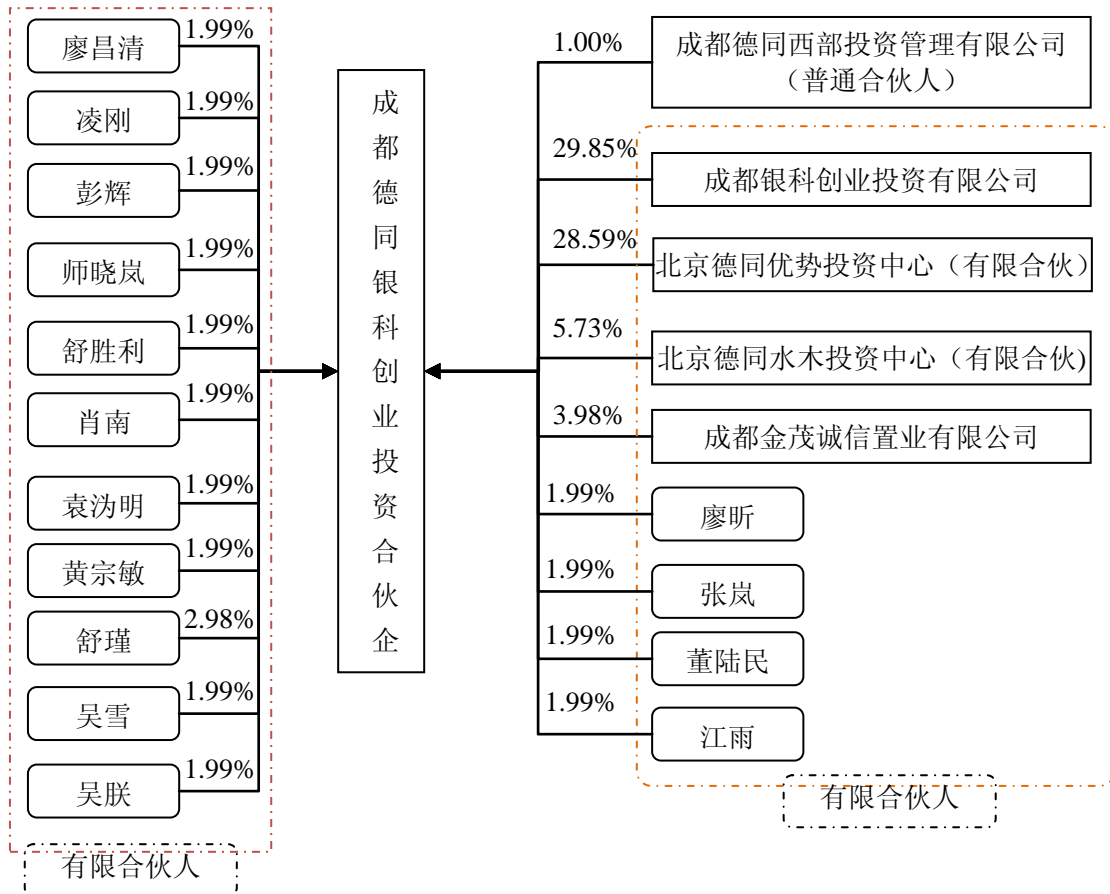 1.99%
廖昌清
1.99%
凌刚
1.99%
彭辉
1.99%
师晓岚
1.99%
舒胜利
1.99%
肖南
1.99%
袁沩明
1.99%
黄宗敏
2.98%
舒瑾
1.99%
吴雪
1.99%
吴朕
有限合伙人
成都德同银科创业投资合伙企
1.00%
成都德同西部投资管理有限公司
（普通合伙人）
29.85%
成都银科创业投资有限公司
28.59%
北京德同优势投资中心（有限合伙）
5.73%
北京德同水木投资中心（有限合伙)
3.98%
成都金茂诚信置业有限公司
1.99%
廖昕
1.99%
张岚
1.99%
董陆民
1.99%
江雨
有限合伙人